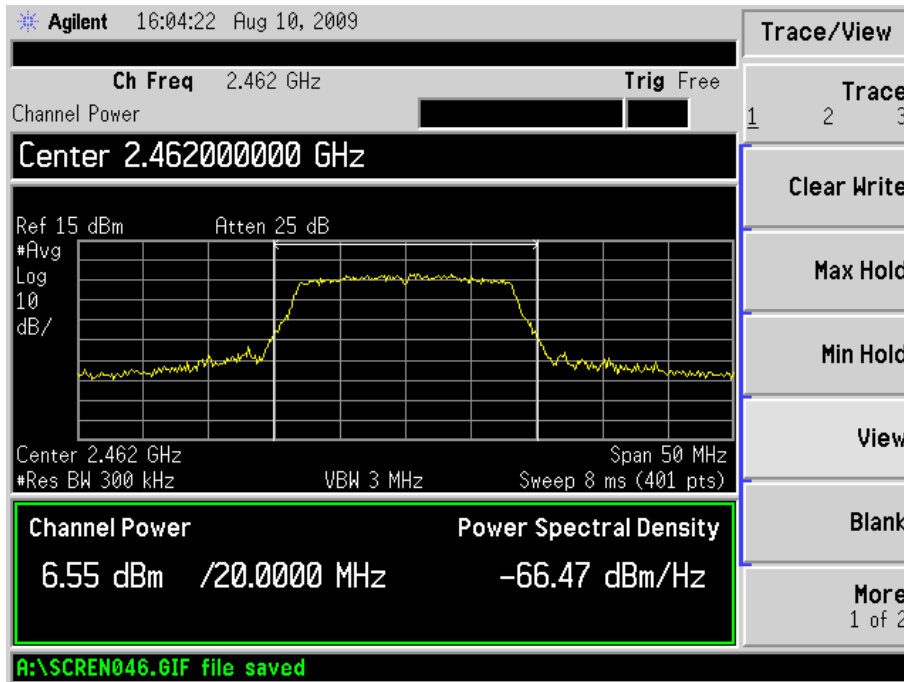 Agilent 16:04:22 Aug 10, 2009
Trace/View
Ch Freq 2.462 GHz Trig Free
Channel Power
Trace
1 2 3
Center 2.462000000 GHz
Clear Write
Ref 15 dBm Atten 25 dB
#Avg
Log
10
dB/
Max Hold
Min Hold
View
Center 2.462 GHz Span 50 MHz
#Res BW 300 kHz VBW 3 MHz Sweep 8 ms (401 pts)
Channel Power Power Spectral Density
6.55 dBm /20.0000 MHz -66.47 dBm/Hz
Blank
More
1 of 2
A:\SCREN046.GIF file saved